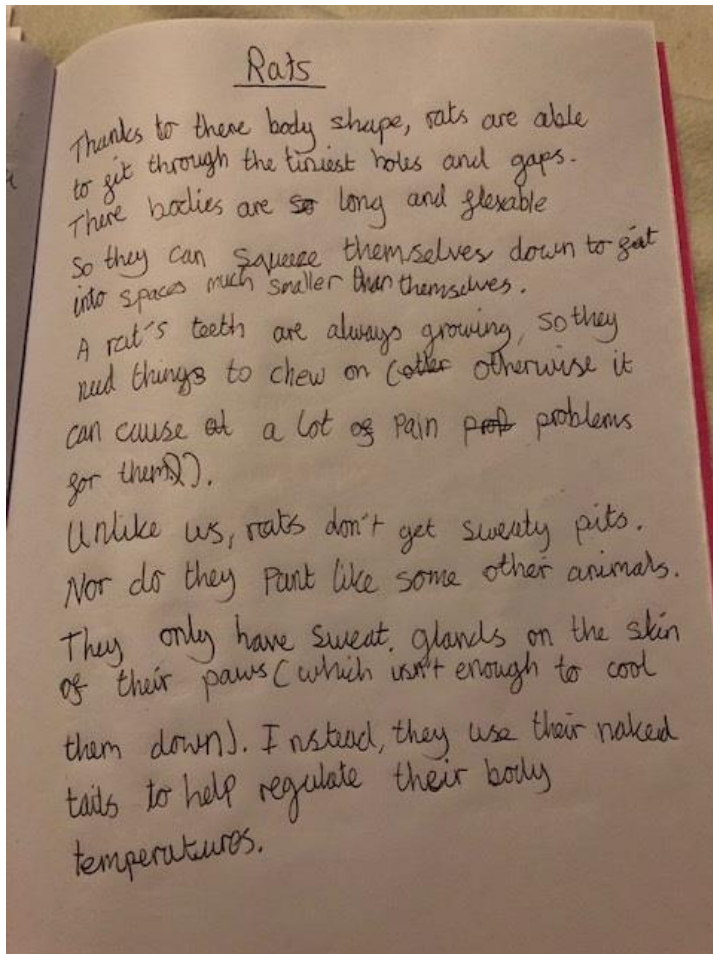 Rats
Thanks to there body shape, rats are able
to fit through the tiniest holes and gaps.
There bodies are so long and flexable
So they can squeeze themselves down to fit
into spaces much smaller than themselves.
A rat's teeth are always growing, so they
need things to chew on (other otherwise it
can cause a lot of pain prob problems
for them).
Unlike us, rats don't get sweaty pits.
Nor do they pant like some other animals.
They only have sweat. glands on the skin
of their paws (which isn't enough to cool
them down). Instead, they use their naked
tails to help regulate their body
temperatures.